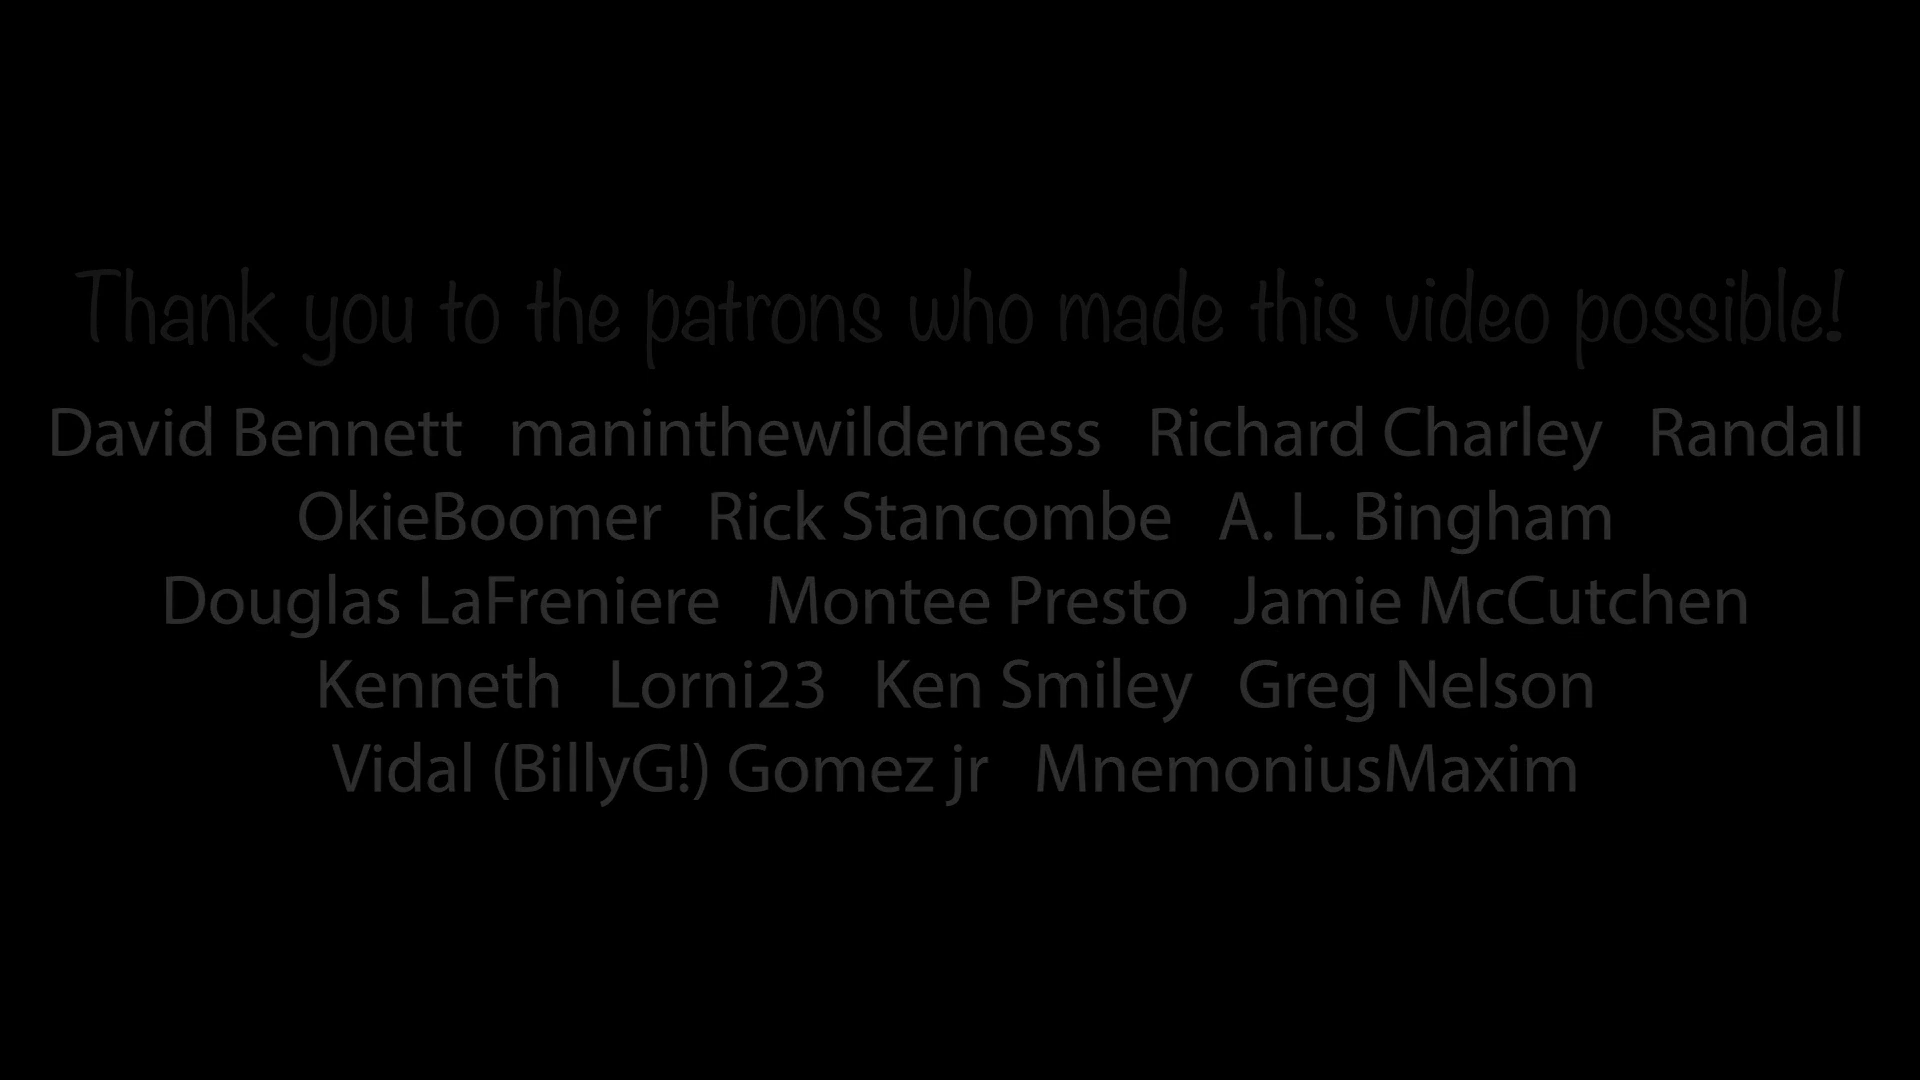 Thank you to the patrons who made this video possible!
David Bennett maninthewilderness Richard Charley Randall
OkieBoomer Rick Stancombe A. L. Bingham
Douglas LaFreniere Montee Presto Jamie McCutchen
Kenneth Lorni23 Ken Smiley Greg Nelson
Vidal (BillyG!) Gomez jr MnemoniusMaxim